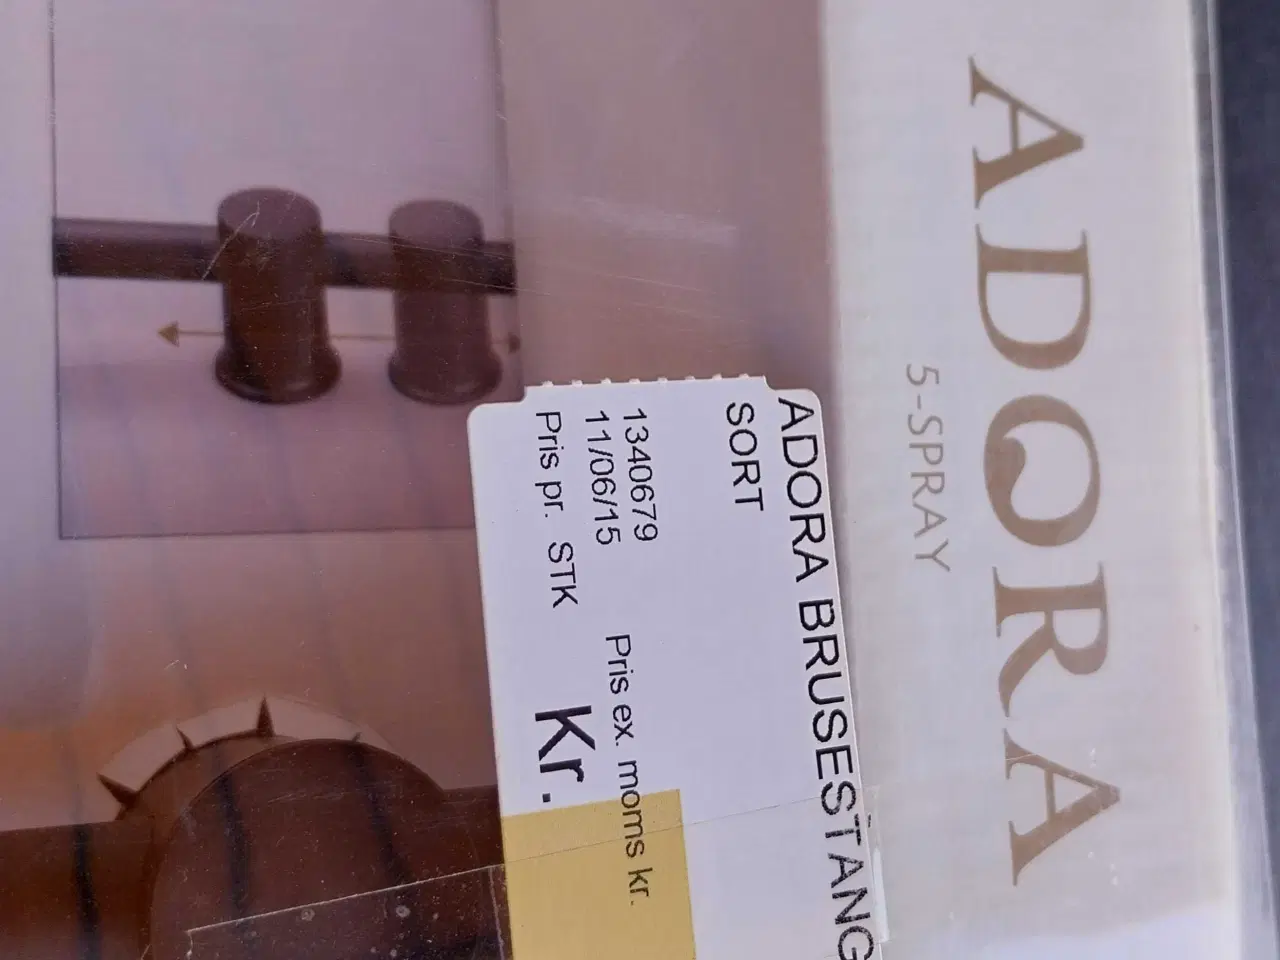 ADORA
5-SPRAY
ADORA BRUSESTANG
SORT
1340679
11/06/15 Pris ex. moms kr.
Pris pr. STK Kr.